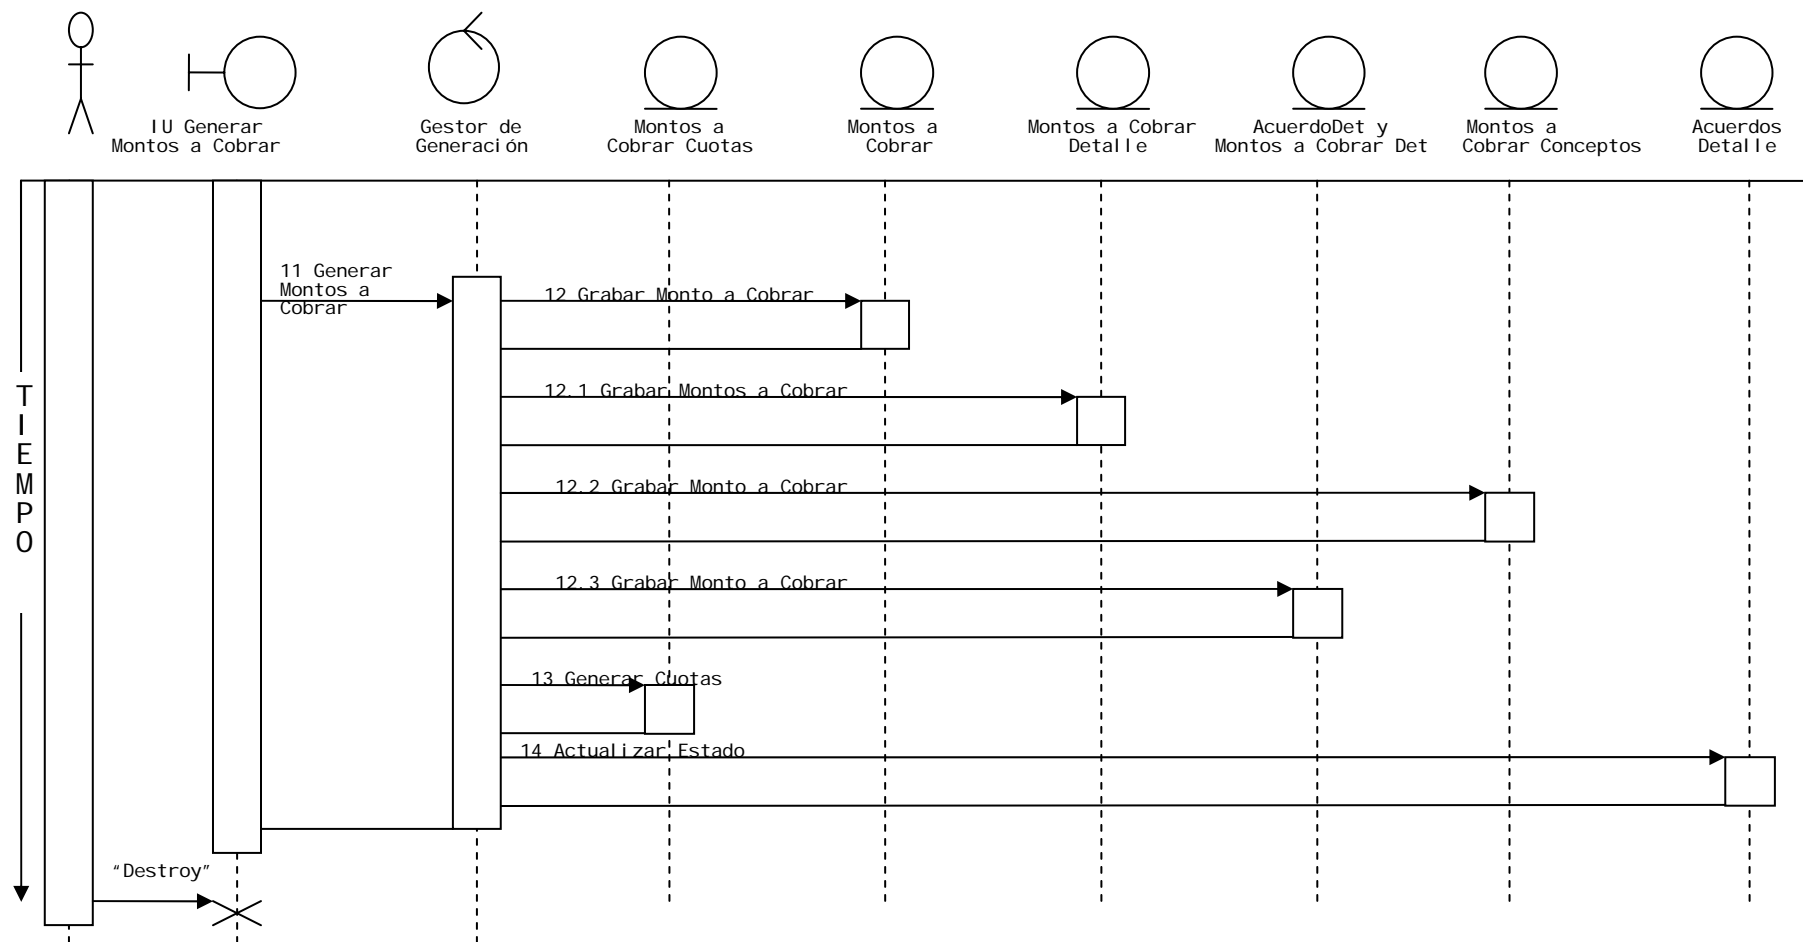 IU Generar
Montos a Cobrar
Gestor de
Generación
Montos a
Cobrar Cuotas
Montos a
Cobrar
Montos a Cobrar
Detalle
AcuerdoDet y
Montos a Cobrar Det
Montos a
Cobrar Conceptos
Acuerdos
Detalle
11 Generar
Montos a
Cobrar
12 Grabar Monto a Cobrar
12.1 Grabar Montos a Cobrar
T
I
E
M
P
O
12.2 Grabar Monto a Cobrar
12.3 Grabar Monto a Cobrar
13 Generar Cuotas
14 Actualizar Estado
“Destroy”